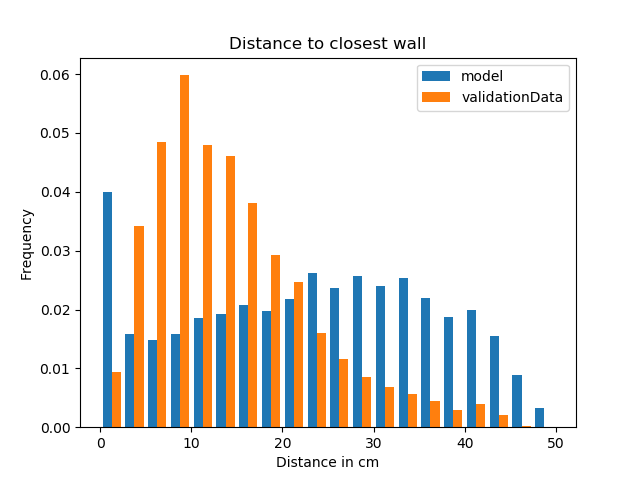 Distance to closest wall
model
validationData
Frequency
0.06
0.05
0.04
0.03
0.02
0.01
0.00
0 10 20 30 40 50
Distance in cm